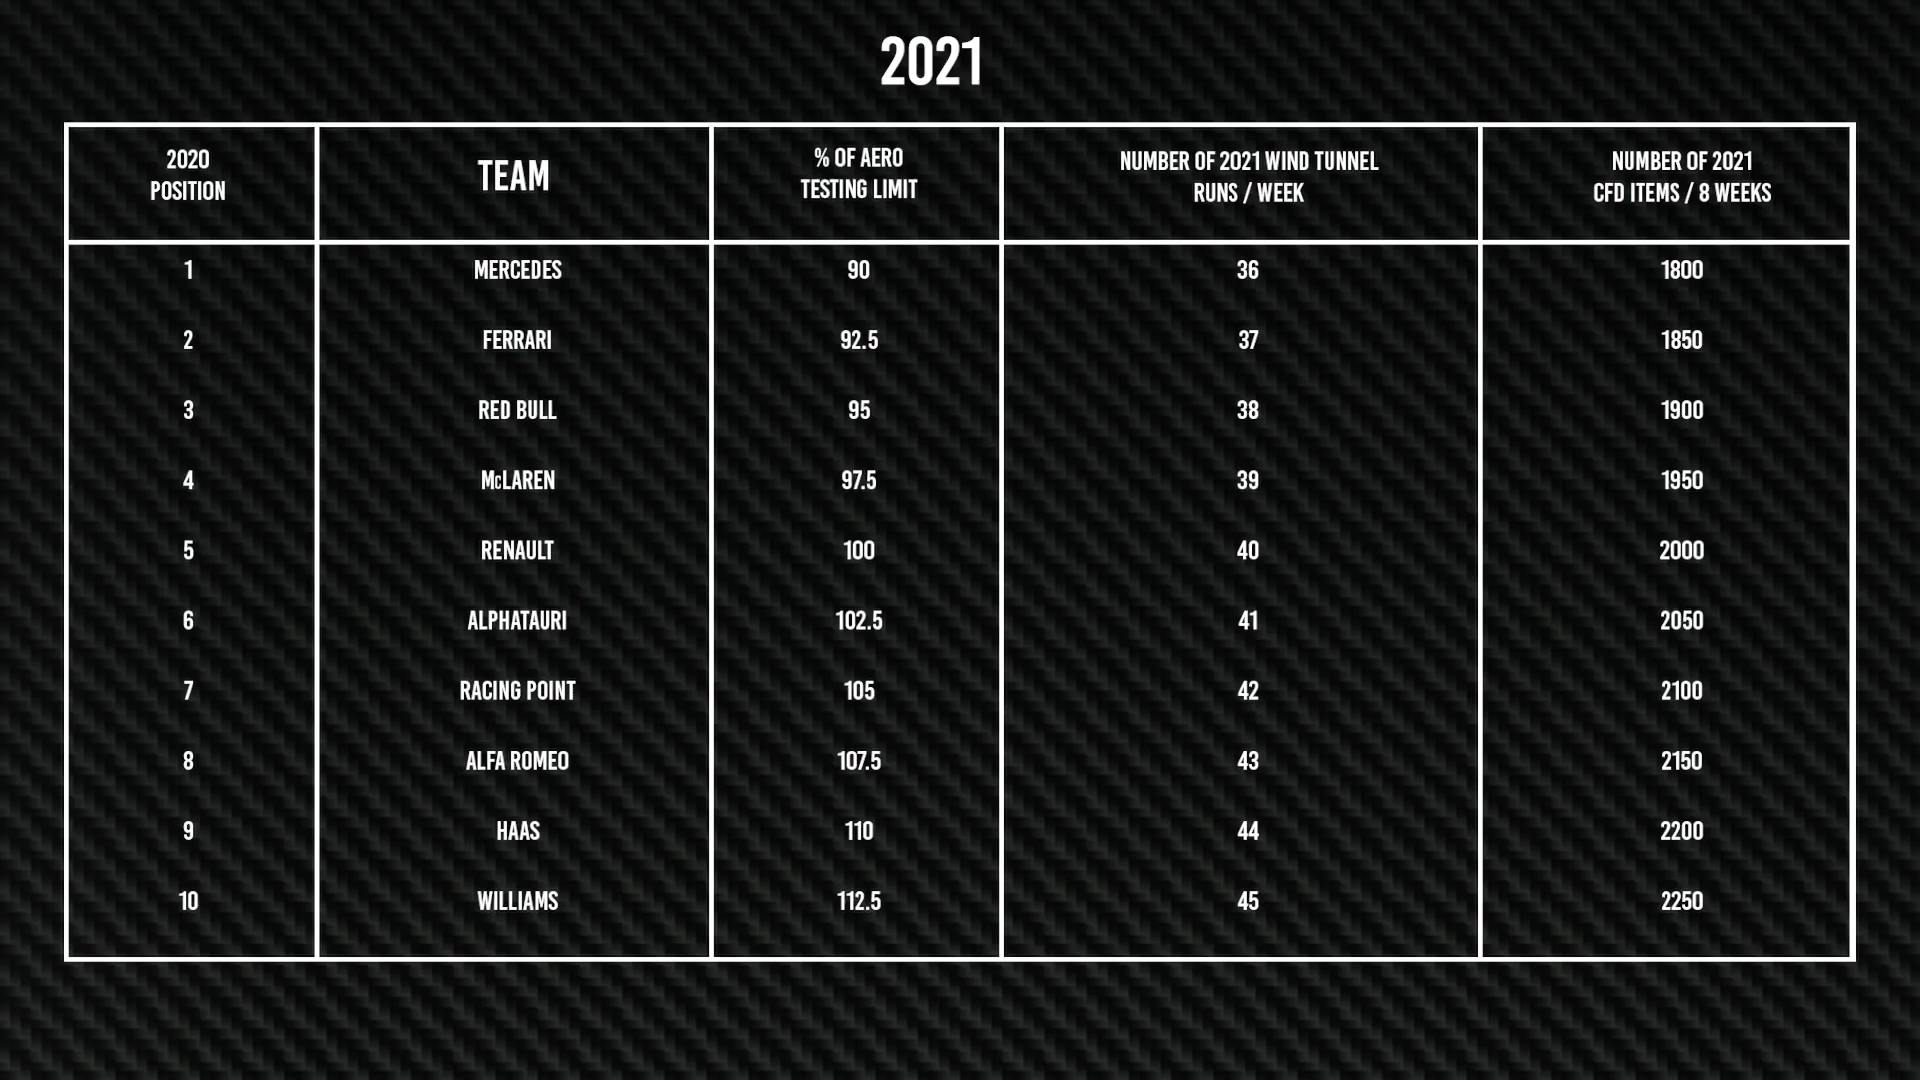 2021
2020
POSITION
TEAM
% OF AERO
TESTING LIMIT
NUMBER OF 2021 WIND TUNNEL
RUNS / WEEK
NUMBER OF 2021
CFD ITEMS / 8 WEEKS
1 MERCEDES 90 36 1800
2 FERRARI 92.5 37 1850
3 RED BULL 95 38 1900
4 McLAREN 97.5 39 1950
5 RENAULT 100 40 2000
6 ALPHATAURI 102.5 41 2050
7 RACING POINT 105 42 2100
8 ALFA ROMEO 107.5 43 2150
9 HAAS 110 44 2200
10 WILLIAMS 112.5 45 2250